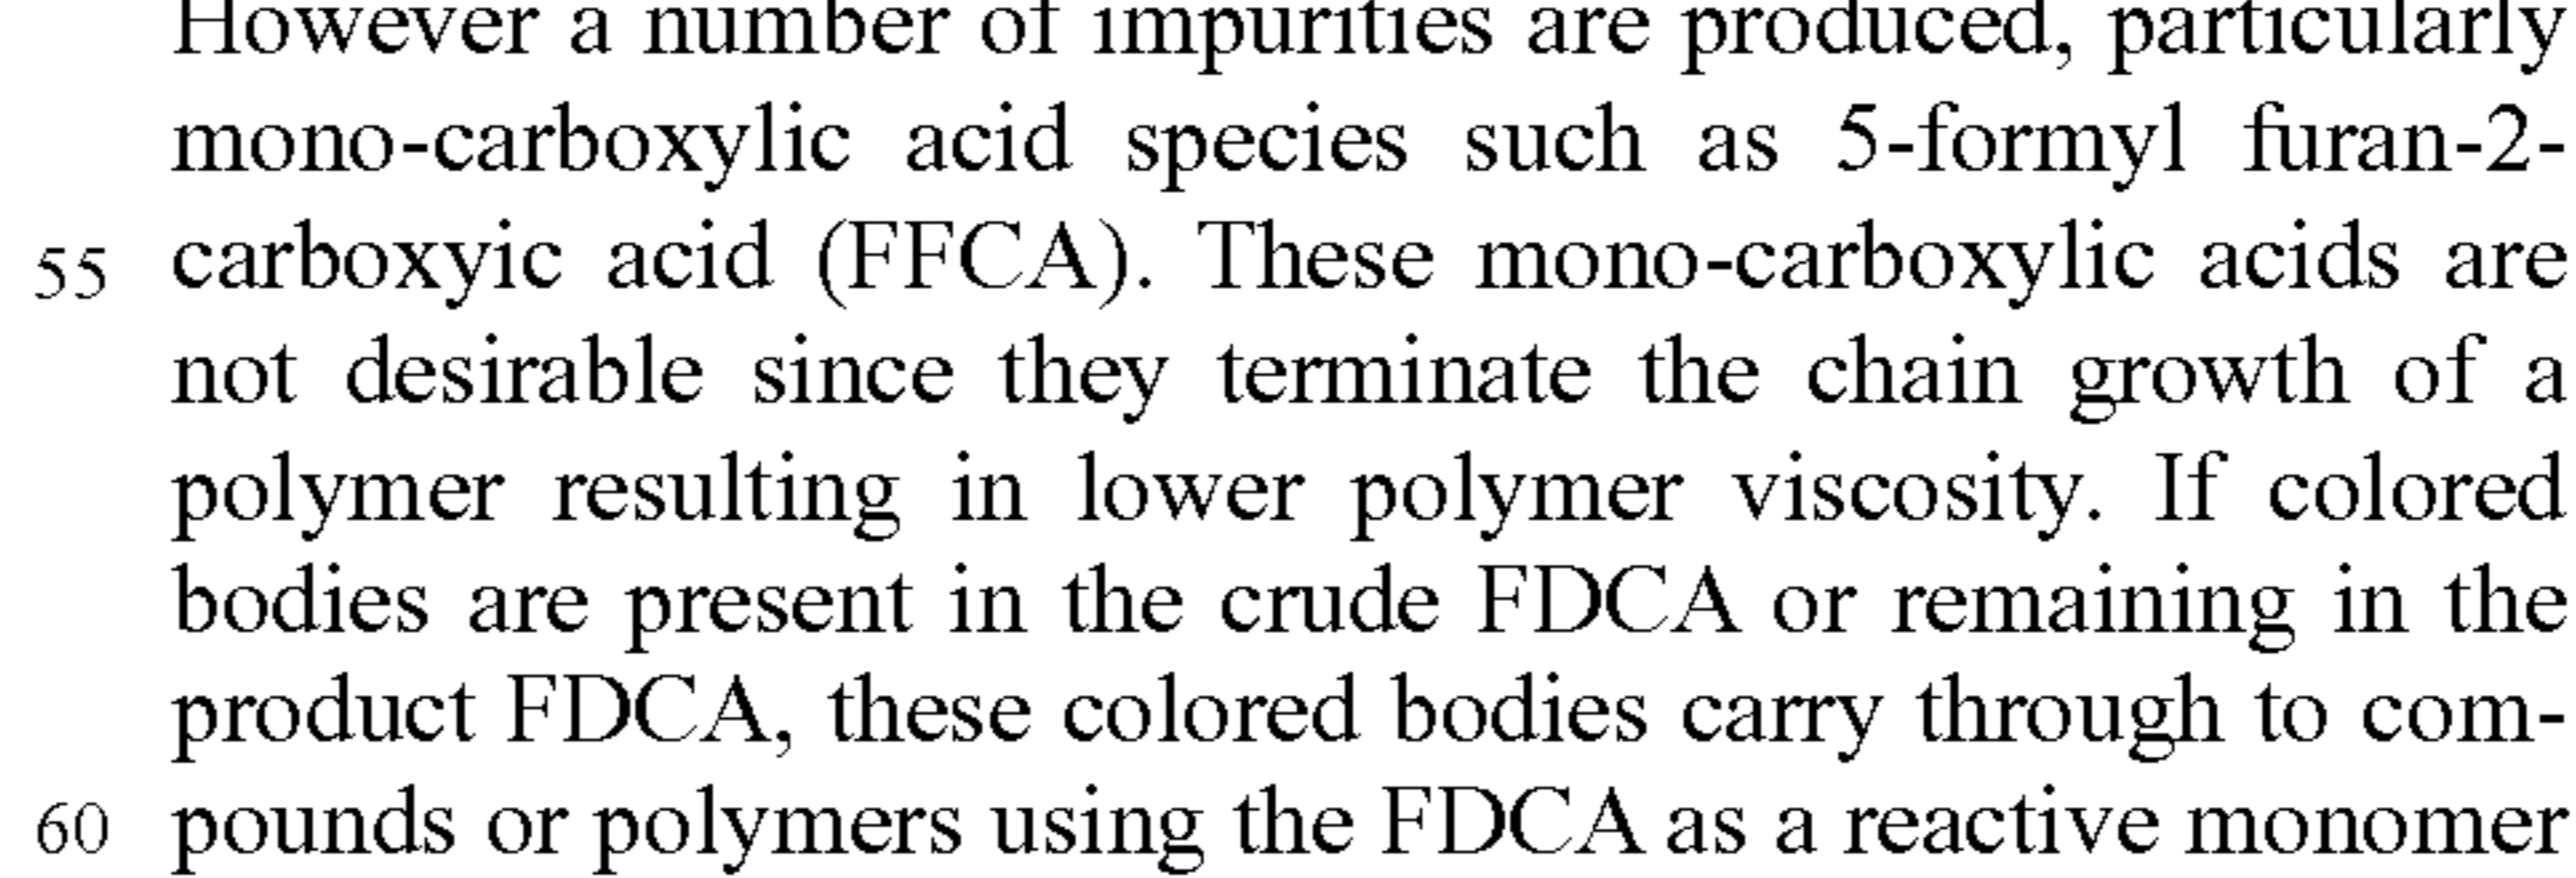 However a number of impurities are produced, particularly
mono-carboxylic acid species such as 5-formyl furan-2-
55 carboxyic acid (FFCA). These mono-carboxylic acids are
not desirable since they terminate the chain growth of a
polymer resulting in lower polymer viscosity. If colored
bodies are present in the crude FDCA or remaining in the
product FDCA, these colored bodies carry through to com-
60 pounds or polymers using the FDCA as a reactive monomer